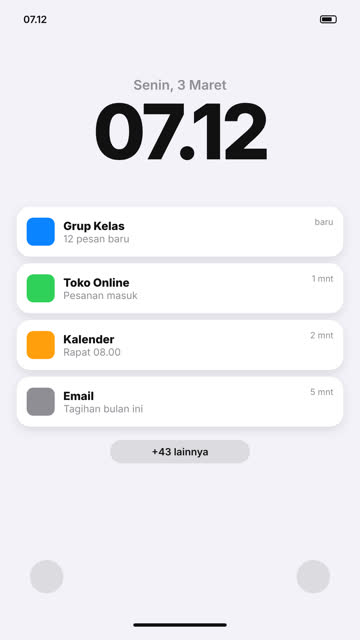 07.12
Senin, 3 Maret
07.12
Grup Kelas
baru
12 pesan baru
Toko Online
1 mnt
Pesanan masuk
Kalender
2 mnt
Rapat 08.00
Email
5 mnt
Tagihan bulan ini
+43 lainnya